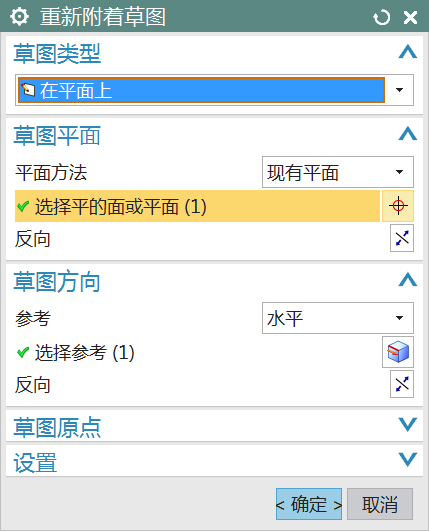 重新附着草图
草图类型
在平面上
草图平面
平面方法 现有平面
选择平的面或平面 (1)
反向
草图方向
参考 水平
选择参考 (1)
反向
草图原点
设置
< 确定 > 取消